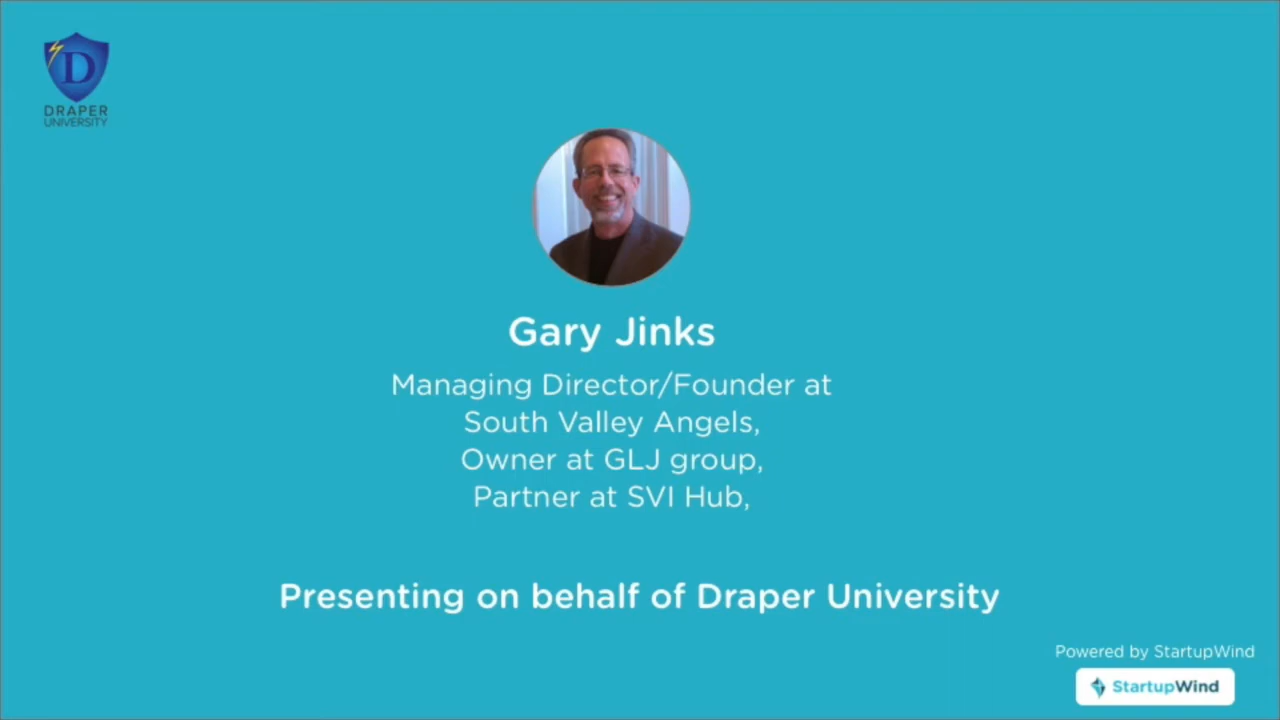 D
DRAPER
UNIVERSITY
Gary Jinks
Managing Director/Founder at
South Valley Angels,
Owner at GLJ group,
Partner at SVI Hub,
Presenting on behalf of Draper University
Powered by StartupWind
StartupWind